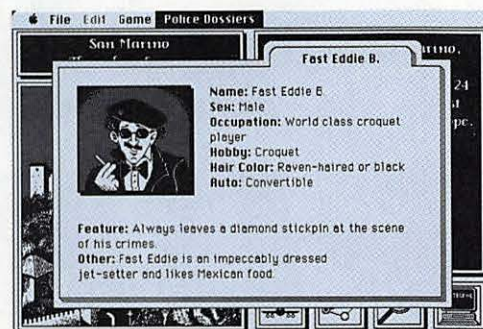 File Edit Game Police Dossiers
San Marino
Fast Eddie B.
24
Name: Fast Eddie B.
Sex: Male
Occupation: World class croquet
player
Hobby: Croquet
Hair Color: Raven-haired or black
Auto: Convertible
Feature: Always leaves a diamond stickpin at the scene
of his crimes.
Other: Fast Eddie is an impeccably dressed
jet-setter and likes Mexican food.